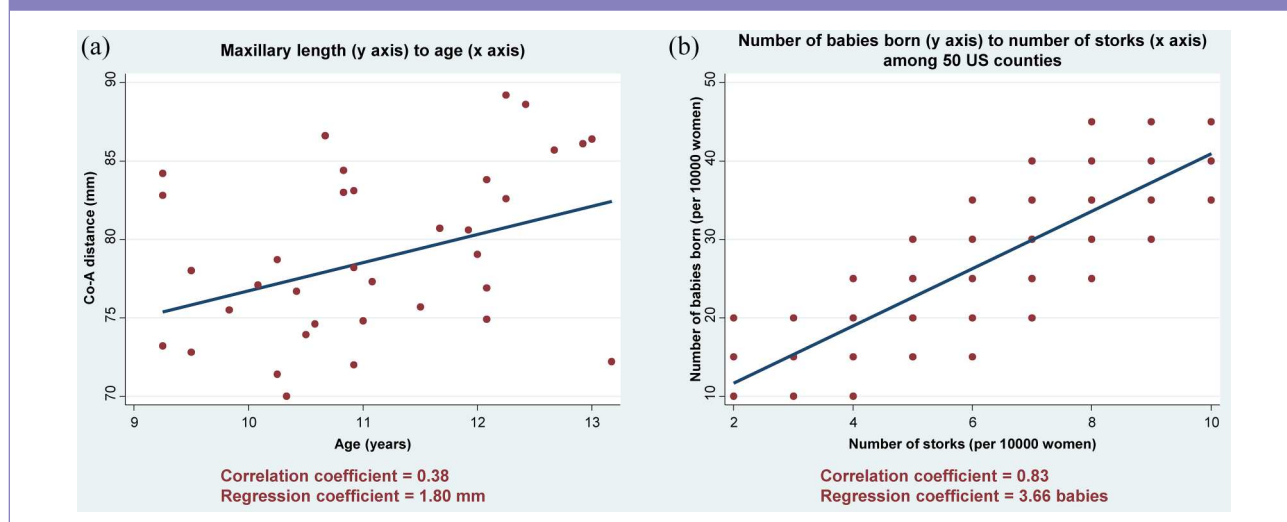 (a)
Maxillary length (y axis) to age (x axis)
Co-A distance (mm)
90
85
80
75
70
9 10 11 12 13
Age (years)
Correlation coefficient = 0.38
Regression coefficient = 1.80 mm
(b)
Number of babies born (y axis) to number of storks (x axis)
among 50 US counties
Number of babies born (per 10000 women)
50
40
30
20
10
2 4 6 8 10
Number of storks (per 10000 women)
Correlation coefficient = 0.83
Regression coefficient = 3.66 babies